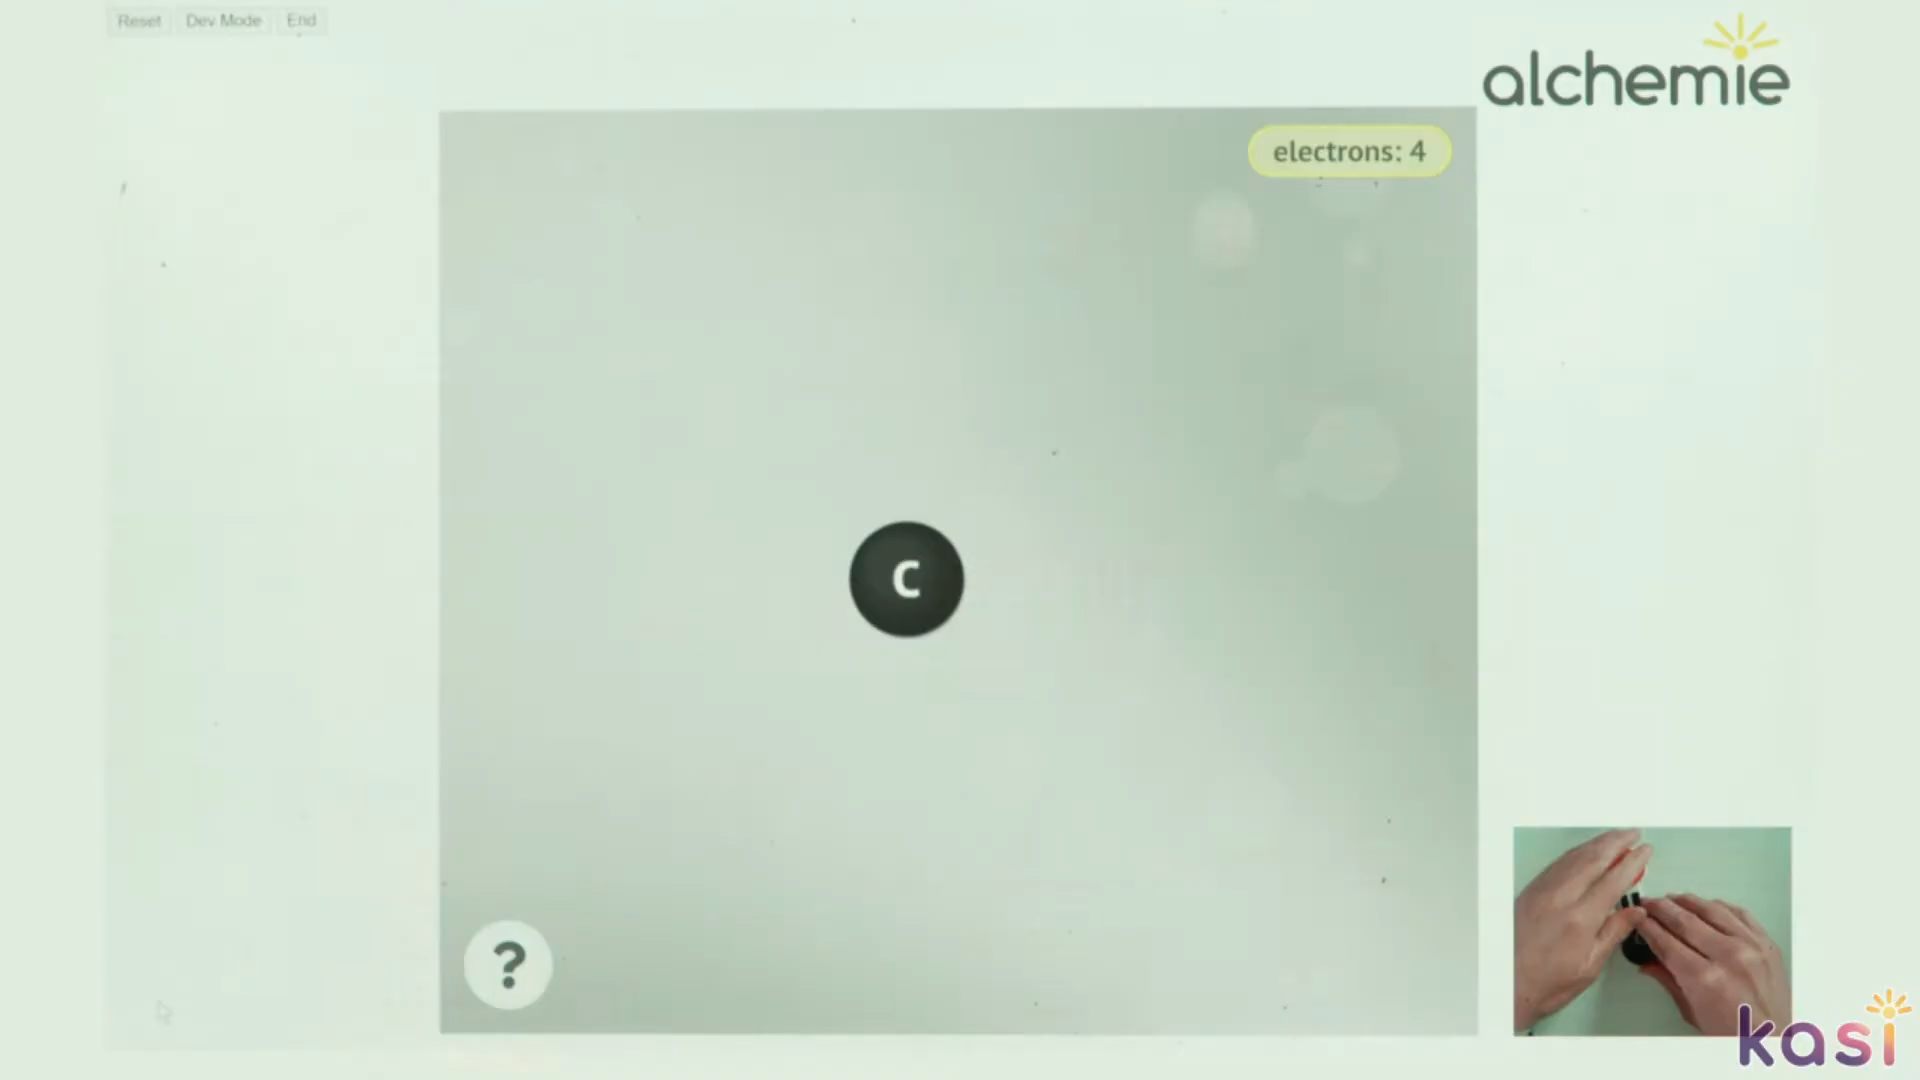 Reset Dev Mode End
alchemie
electrons: 4
C
?
kasi